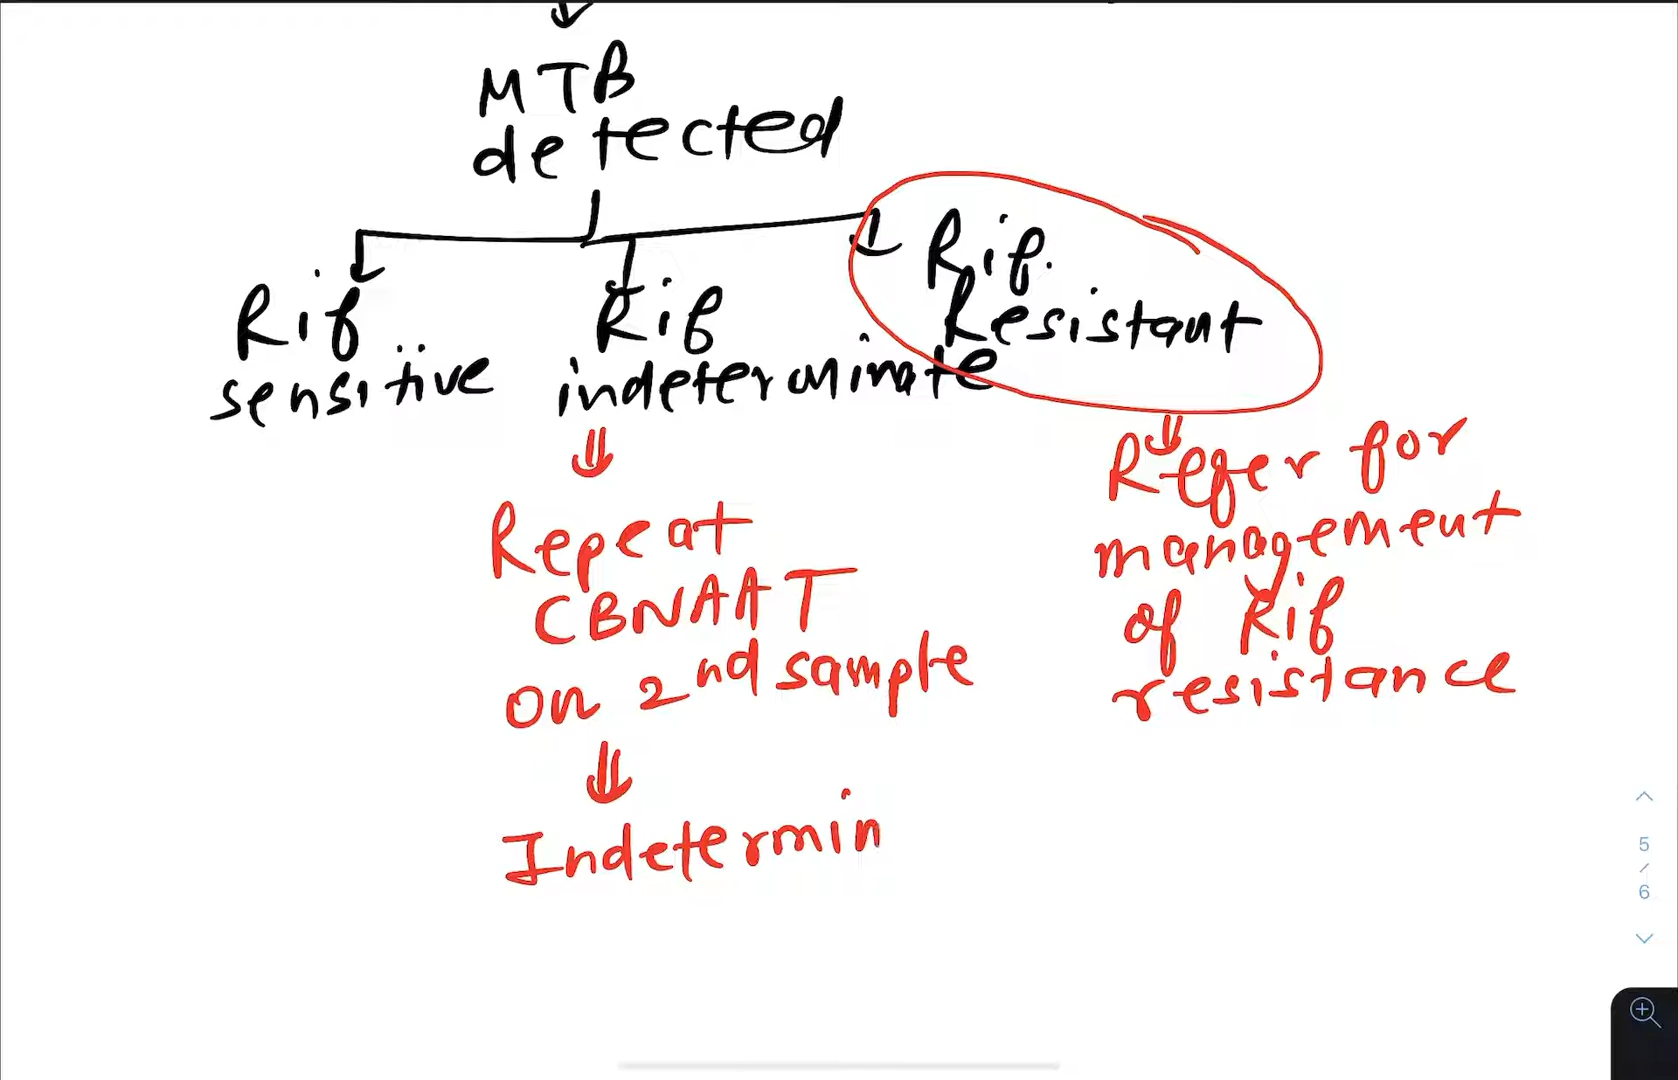 MTB
detected
Rif
sensitive
Rif
indeterminate
Rif.
Resistant
Repeat
CBNAAT
on 2nd sample
Indetermin
Refer for
management
of Rif
resistance
5
/
6